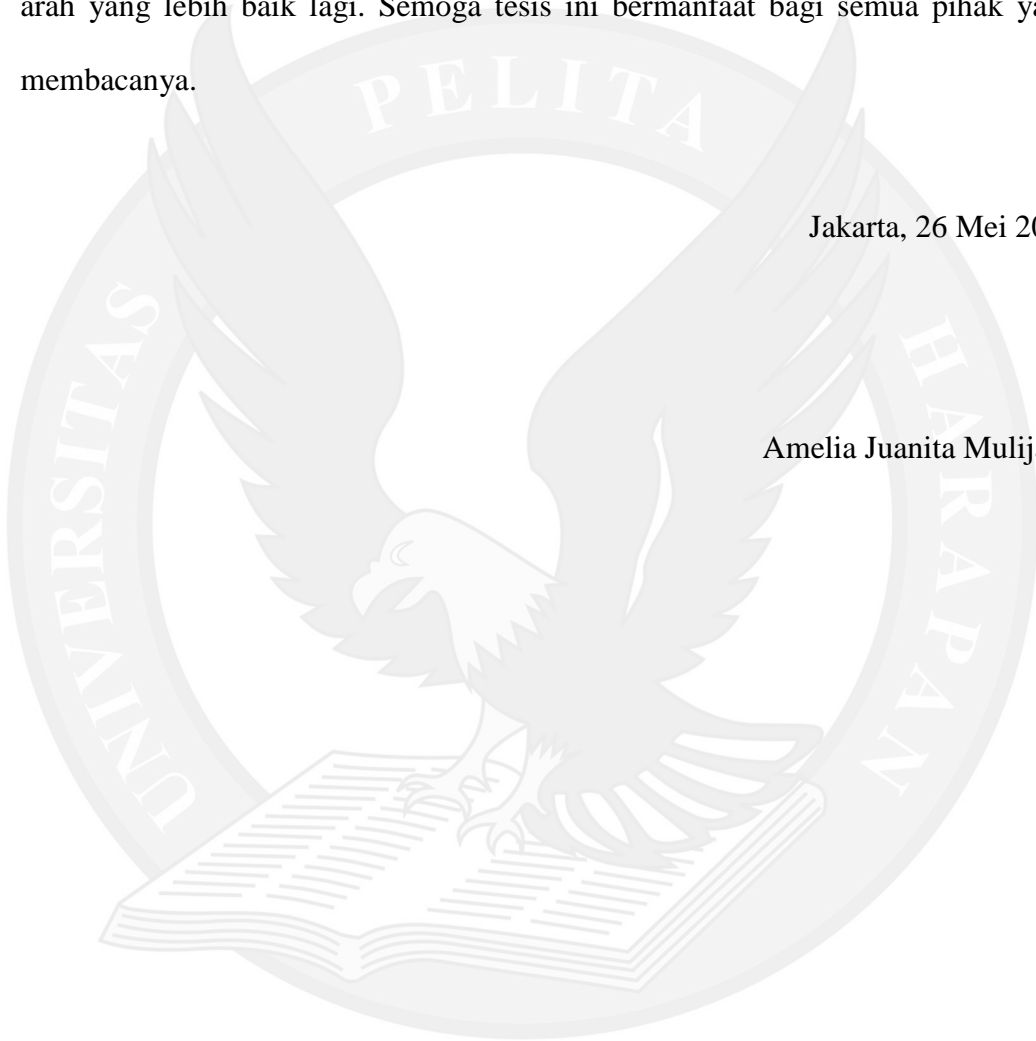 arah yang lebih baik lagi. Semoga tesis ini bermanfaat bagi semua pihak
membacanya.
Jakarta, 26 Mei
Amelia Juanita
UNIVERSITAS PELITA HARAPAN